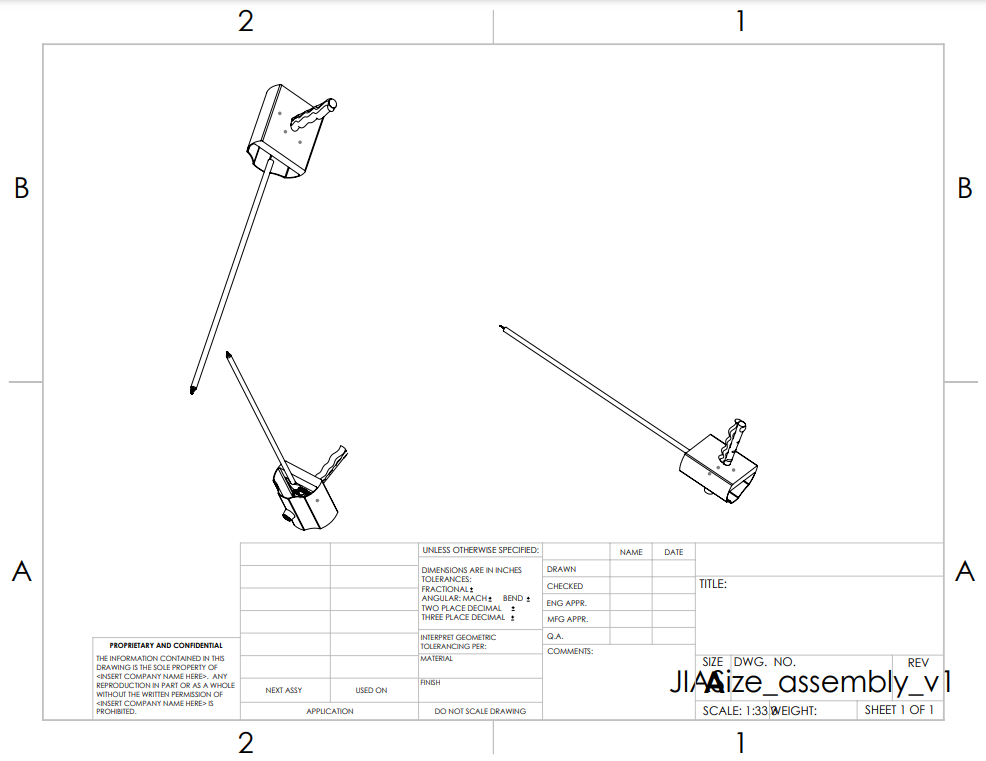 2 1
B B
A A
UNLESS OTHERWISE SPECIFIED:
DIMENSIONS ARE IN INCHES
TOLERANCES:
FRACTIONAL±
ANGULAR: MACH± BEND ±
TWO PLACE DECIMAL ±
THREE PLACE DECIMAL ±
INTERPRET GEOMETRIC
TOLERANCING PER:
MATERIAL
FINISH
DO NOT SCALE DRAWING
NAME DATE
DRAWN
CHECKED
ENG APPR.
MFG APPR.
Q.A.
COMMENTS:
TITLE:
SIZE DWG. NO. REV
A
ize_assembly_v1
SCALE: 1:33 WEIGHT: SHEET 1 OF 1
PROPRIETARY AND CONFIDENTIAL
THE INFORMATION CONTAINED IN THIS
DRAWING IS THE SOLE PROPERTY OF
<INSERT COMPANY NAME HERE>. ANY
REPRODUCTION IN PART OR AS A WHOLE
WITHOUT THE WRITTEN PERMISSION OF
<INSERT COMPANY NAME HERE> IS
PROHIBITED.
NEXT ASSY USED ON
APPLICATION
2 1